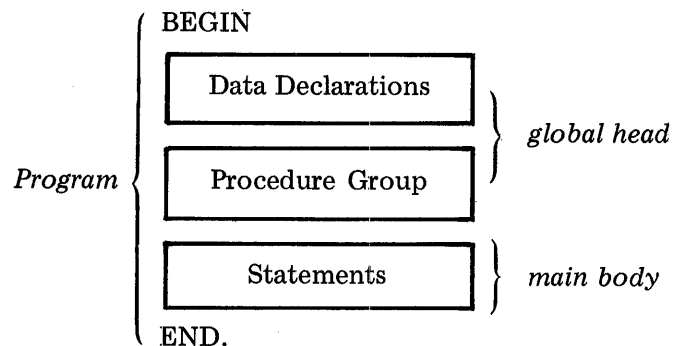 BEGIN
Data Declarations
global head
Program
Procedure Group
Statements
main body
END.